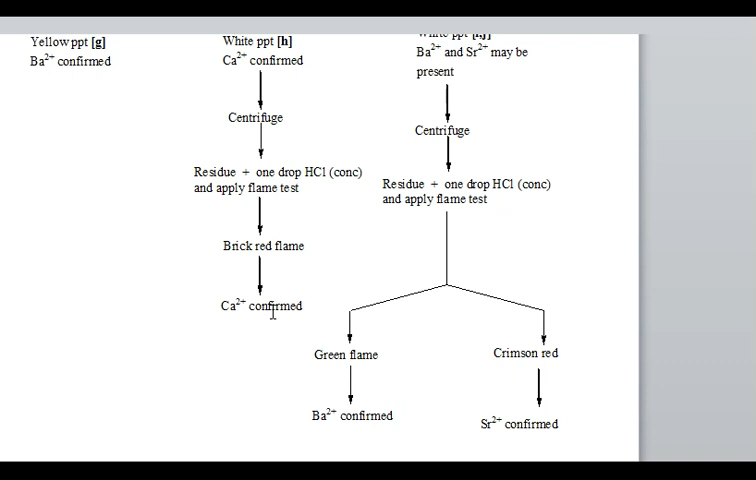 Yellow ppt [g]
Ba²⁺ confirmed
White ppt [h]
Ca²⁺ confirmed
Centrifuge
Residue + one drop HCl (conc)
and apply flame test
Brick red flame
Ca²⁺ confirmed
White ppt
Ba²⁺ and Sr²⁺ may be
present
Centrifuge
Residue + one drop HCl (conc)
and apply flame test
Green flame
Ba²⁺ confirmed
Crimson red
Sr²⁺ confirmed